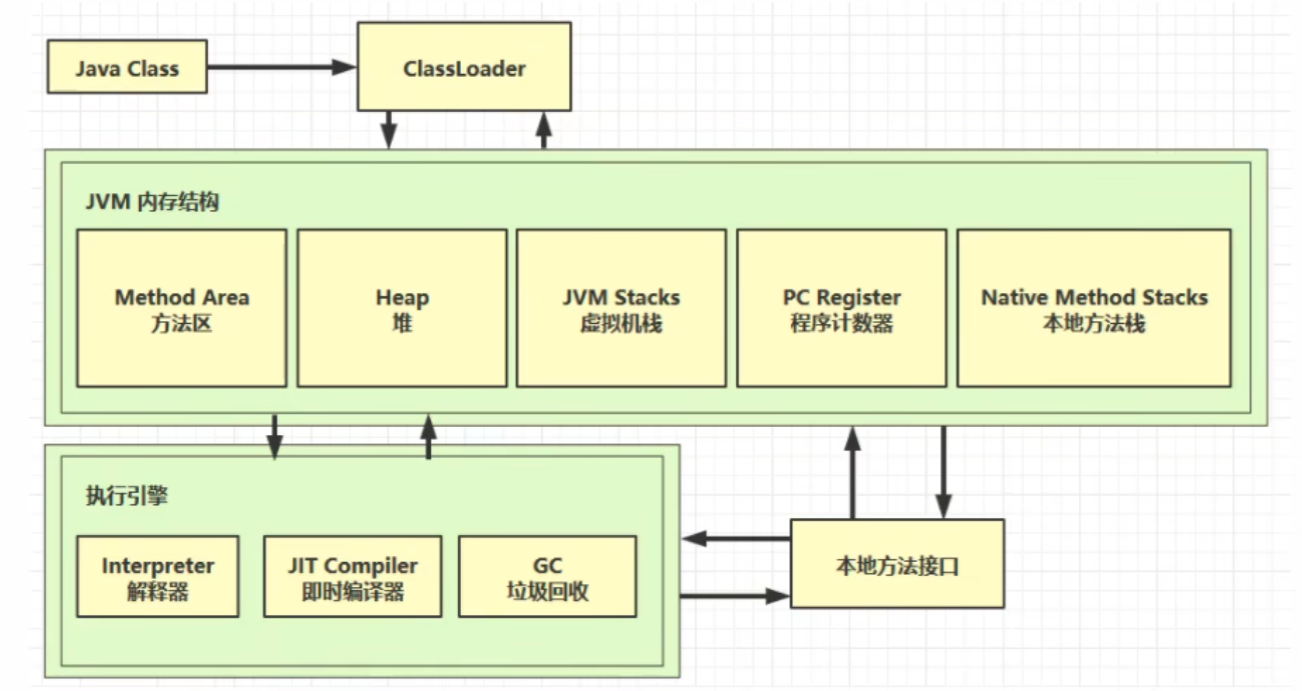 Java Class
ClassLoader
JVM 内存结构
Method Area
方法区
Heap
堆
JVM Stacks
虚拟机栈
PC Register
程序计数器
Native Method Stacks
本地方法栈
执行引擎
Interpreter
解释器
JIT Compiler
即时编译器
GC
垃圾回收
本地方法接口